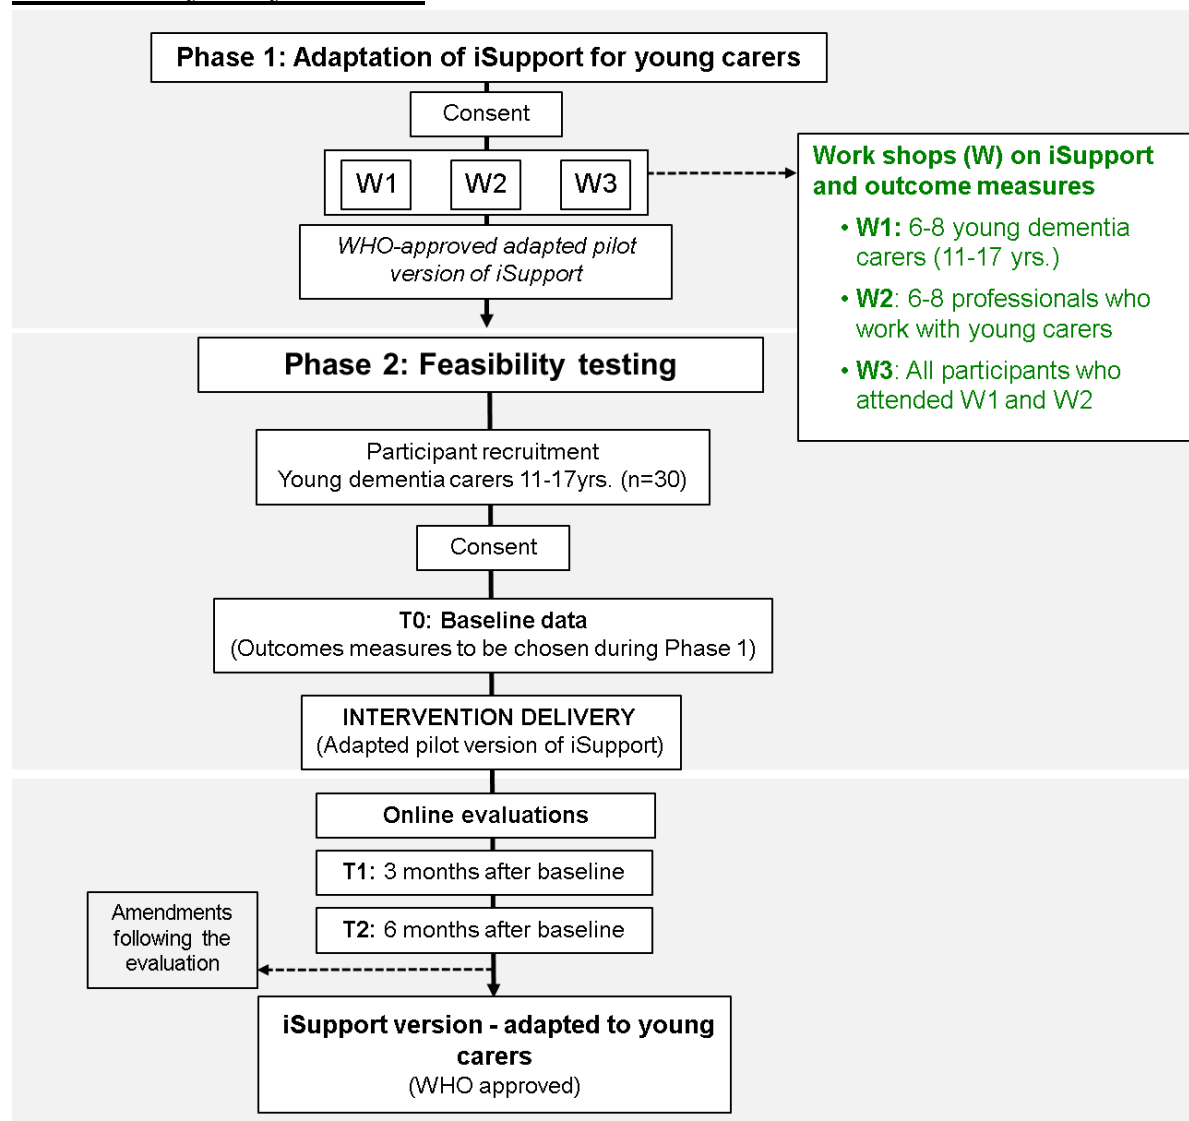 Phase 1: Adaptation of iSupport for young carers
Consent
W1 W2 W3
WHO-approved adapted pilot
version of iSupport
Work shops (W) on iSupport
and outcome measures
• W1: 6-8 young dementia
carers (11-17 yrs.)
• W2: 6-8 professionals who
work with young carers
• W3: All participants who
attended W1 and W2
Phase 2: Feasibility testing
Participant recruitment
Young dementia carers 11-17yrs. (n=30)
Consent
T0: Baseline data
(Outcomes measures to be chosen during Phase 1)
INTERVENTION DELIVERY
(Adapted pilot version of iSupport)
Online evaluations
T1: 3 months after baseline
T2: 6 months after baseline
Amendments
following the
evaluation
iSupport version - adapted to young
carers
(WHO approved)